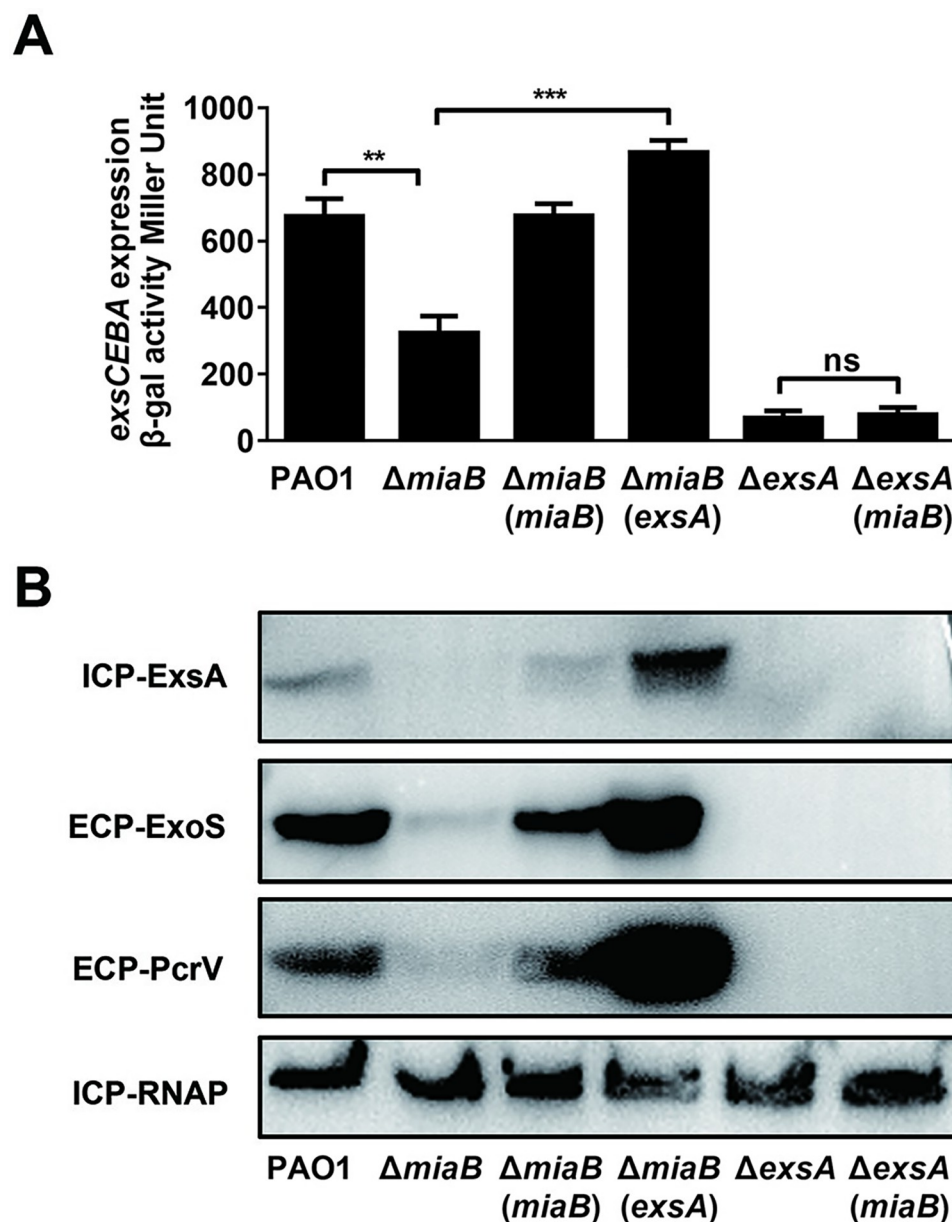 A
exsCEBA expression
β-gal activity Miller Unit
1000
800
600
400
200
0
**
***
ns
PAO1 ΔmiaB ΔmiaB ΔmiaB ΔexsA ΔexsA
(miaB) (exsA) (miaB)
B
ICP-ExsA
ECP-ExoS
ECP-PcrV
ICP-RNAP
PAO1 ΔmiaB ΔmiaB ΔmiaB ΔexsA ΔexsA
(miaB) (exsA) (miaB)